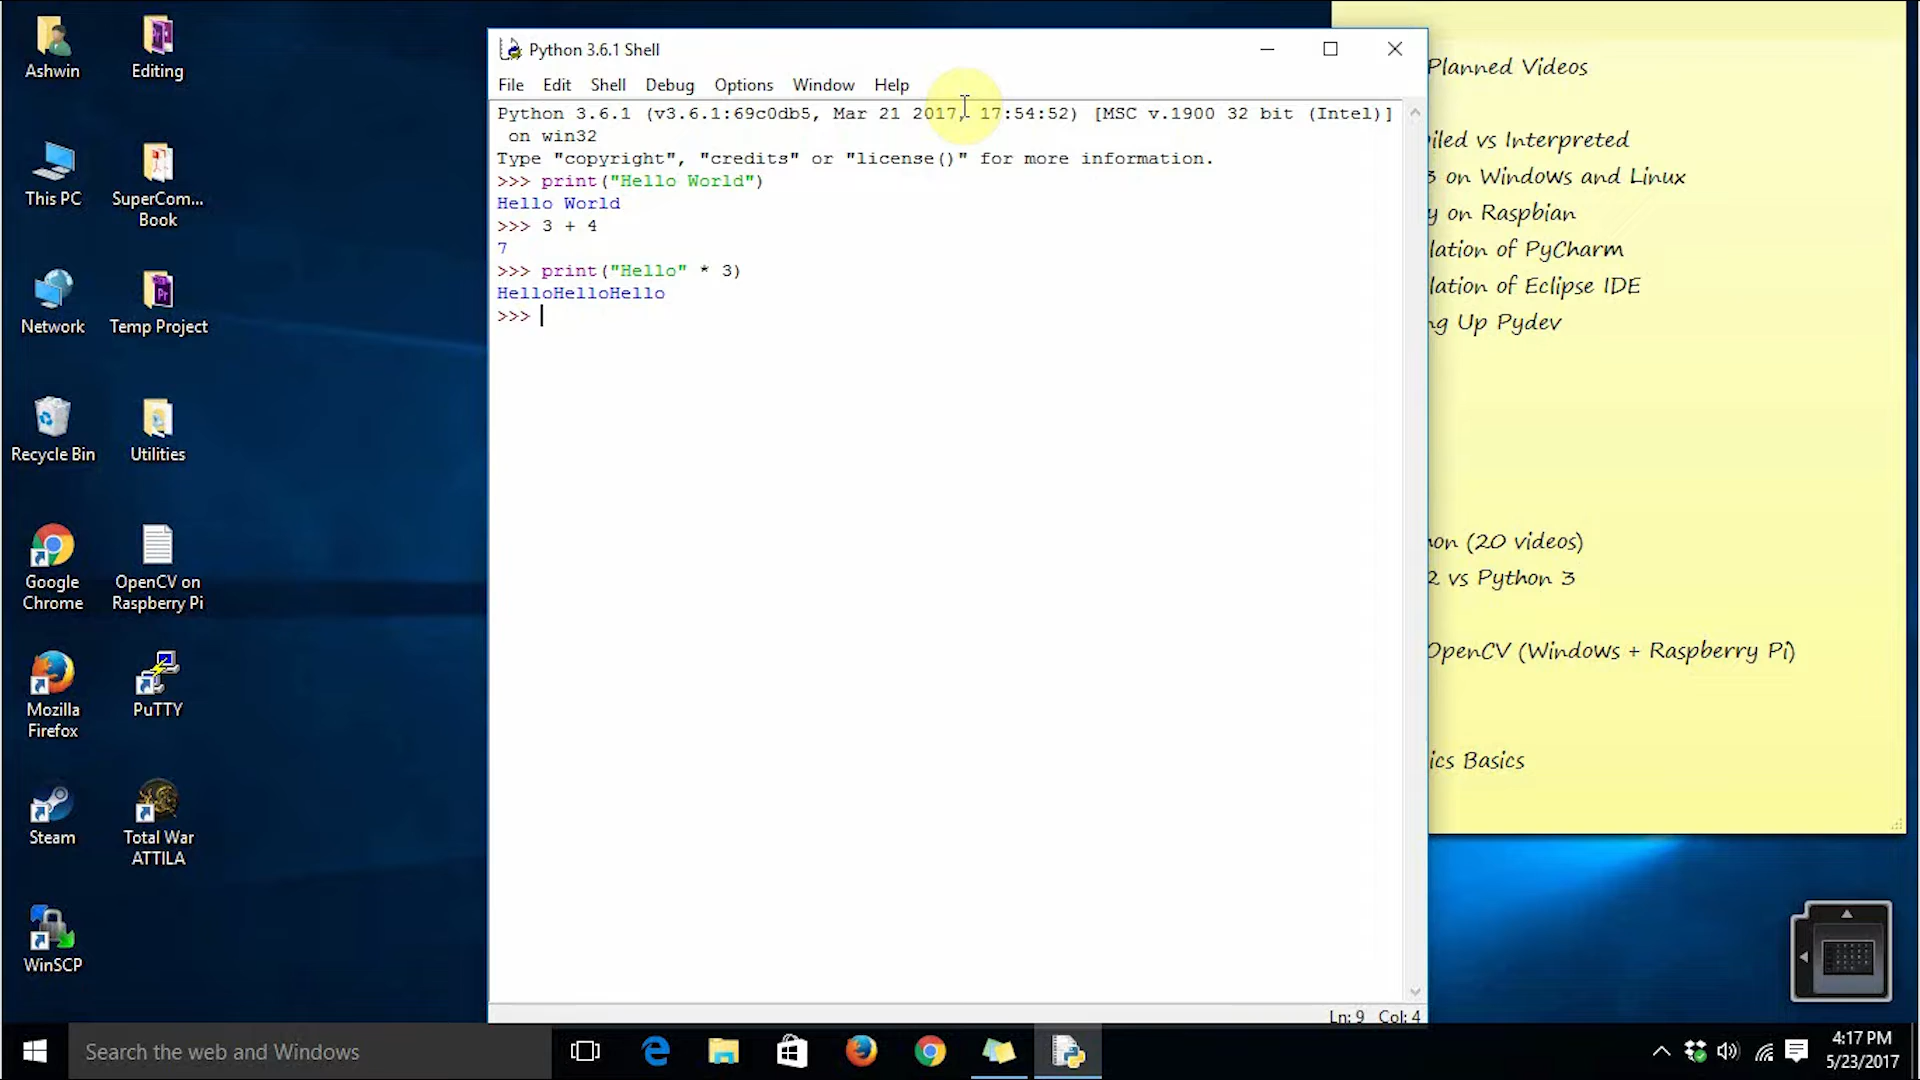 Ashwin
Editing
This PC
SuperCom...
Book
Network
Temp Project
Recycle Bin
Utilities
Google
Chrome
OpenCV on
Raspberry Pi
Mozilla
Firefox
PuTTY
Steam
Total War
ATTILA
WinSCP
Python 3.6.1 Shell
File Edit Shell Debug Options Window Help
Python 3.6.1 (v3.6.1:69c0db5, Mar 21 2017, 17:54:52) [MSC v.1900 32 bit (Intel)]
on win32
Type "copyright", "credits" or "license()" for more information.
>>> print("Hello World")
Hello World
>>> 3 + 4
7
>>> print("Hello" * 3)
HelloHelloHello
>>>
Ln: 9 Col: 4
Planned Videos
iled vs Interpreted
3 on Windows and Linux
y on Raspbian
lation of PyCharm
lation of Eclipse IDE
ng Up Pydev
hon (20 videos)
2 vs Python 3
OpenCV (Windows + Raspberry Pi)
ics Basics
Search the web and Windows
4:17 PM
5/23/2017